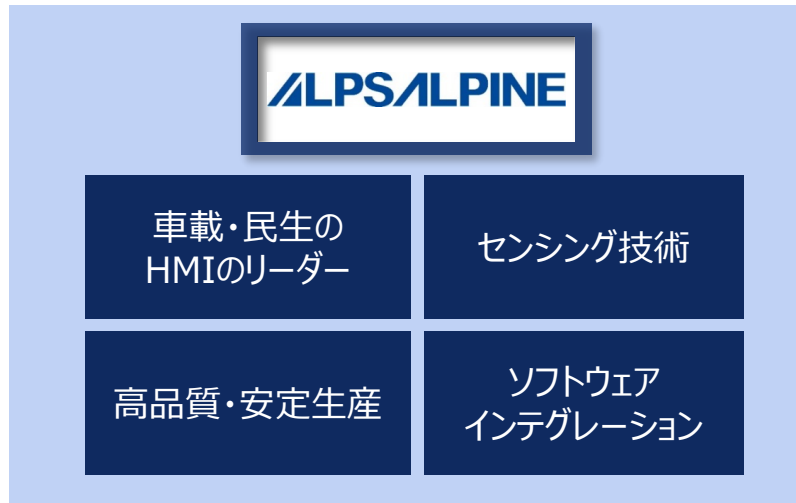 ALPSALPINE
車載・民生の
HMIのリーダー
センシング技術
高品質・安定生産
ソフトウェア
インテグレーション